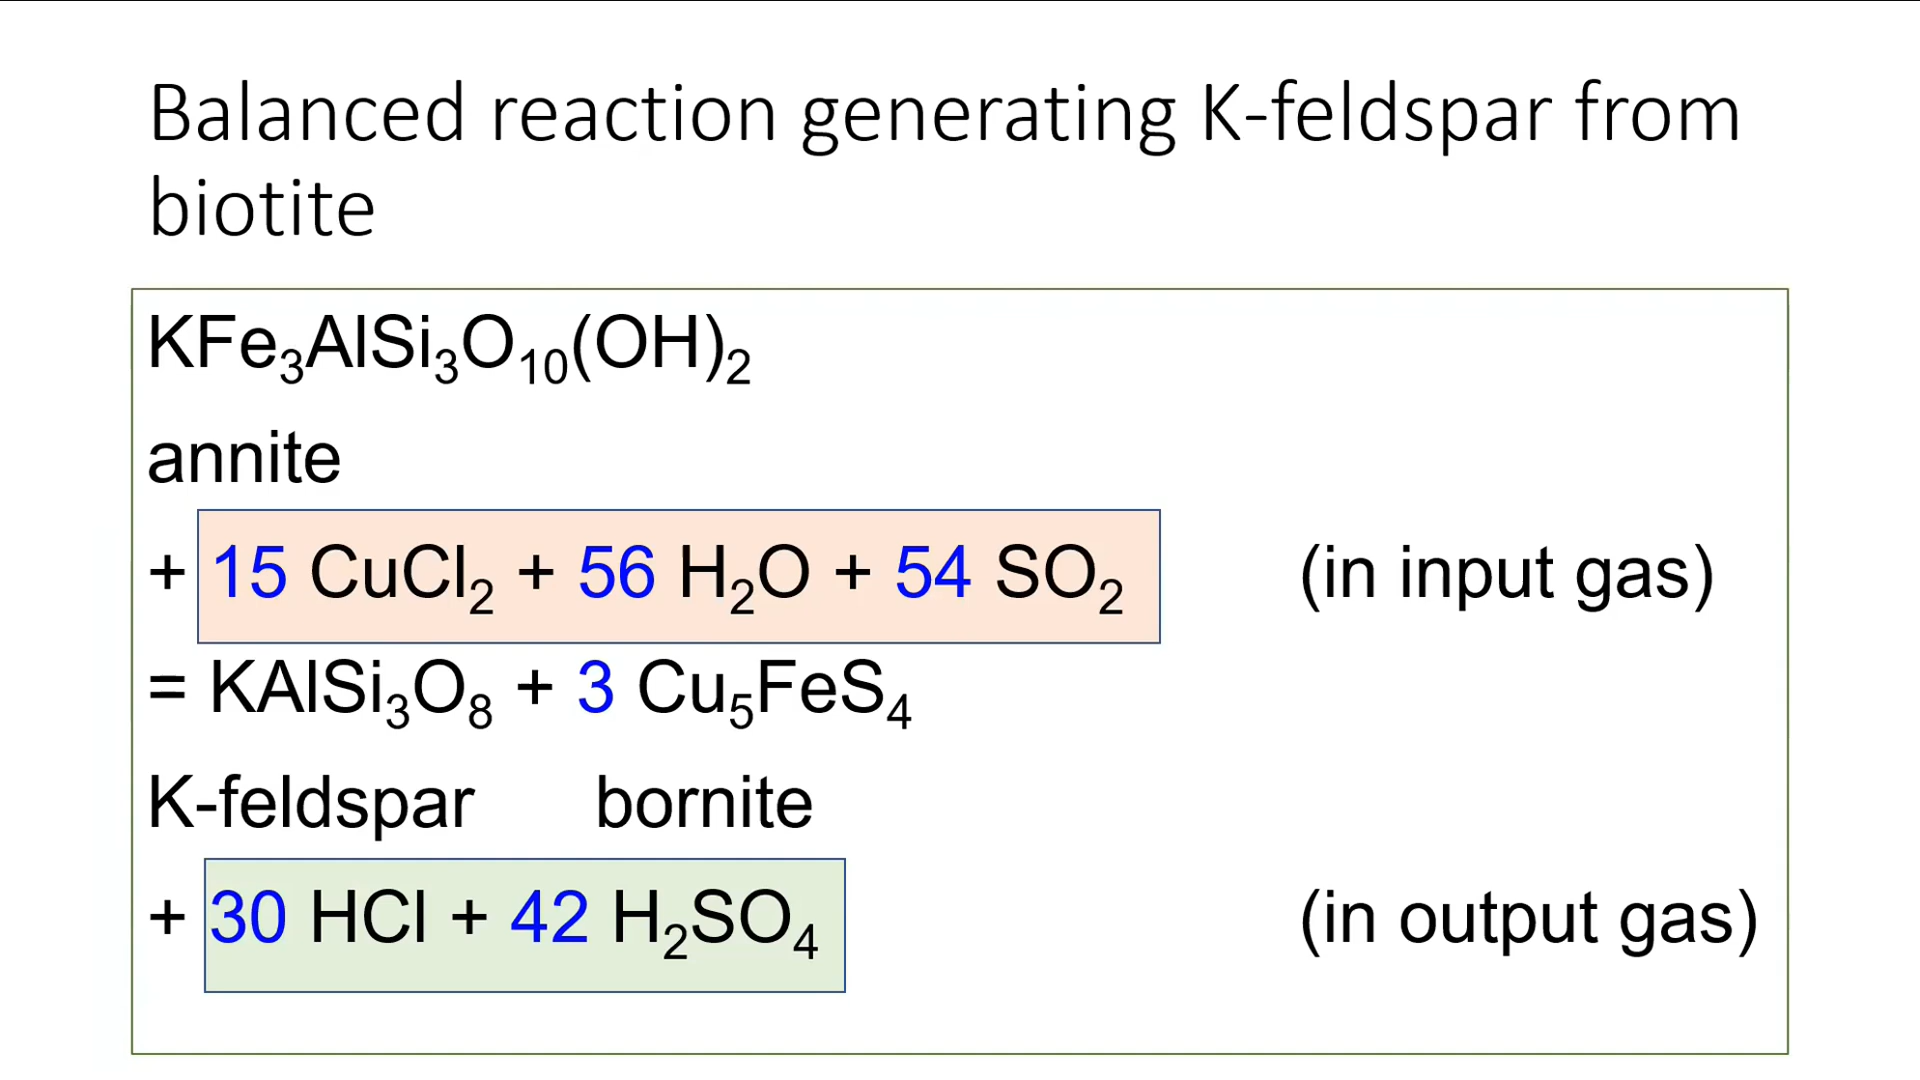 Balanced reaction generating K-feldspar from
biotite
KFe₃AlSi₃O₁₀(OH)₂
annite
+ 15 CuCl₂ + 56 H₂O + 54 SO₂ (in input gas)
= KAlSi₃O₈ + 3 Cu₅FeS₄
K-feldspar bornite
+ 30 HCl + 42 H₂SO₄ (in output gas)